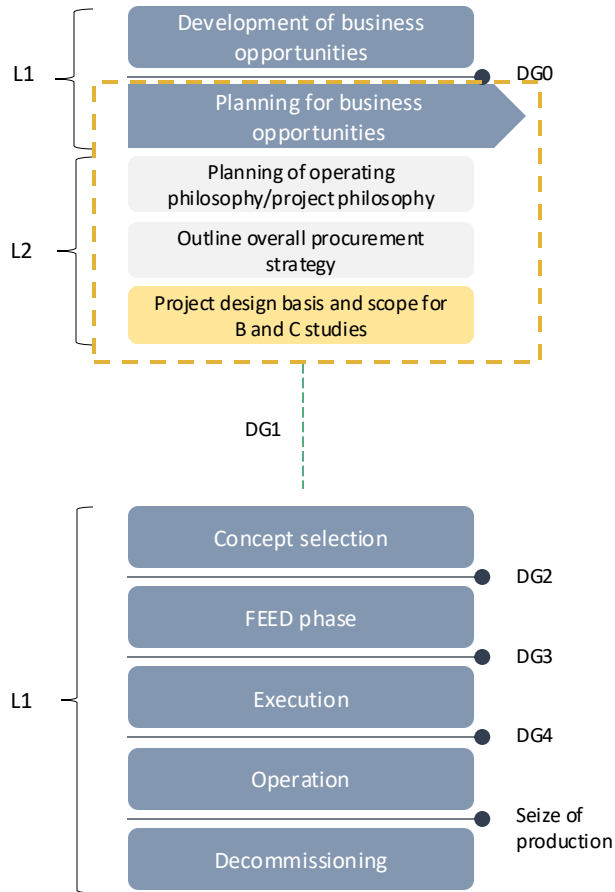 Development of business
opportunities
L1
DG0
Planning for business
opportunities
Planning of operating
philosophy/project philosophy
L2
Outline overall procurement
strategy
Project design basis and scope for
B and C studies
DG1
Concept selection
DG2
FEED phase
DG3
L1
Execution
DG4
Operation
Seize of
production
Decommissioning